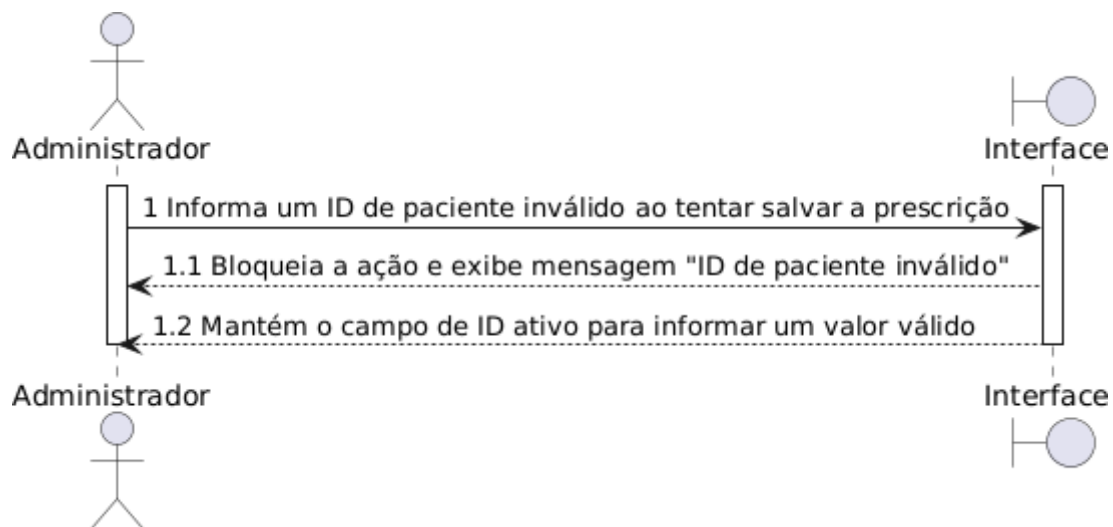 Administrador
Interface
1 Informa um ID de paciente inválido ao tentar salvar a prescrição
1.1 Bloqueia a ação e exibe mensagem "ID de paciente inválido"
1.2 Mantém o campo de ID ativo para informar um valor válido
Administrador
Interface